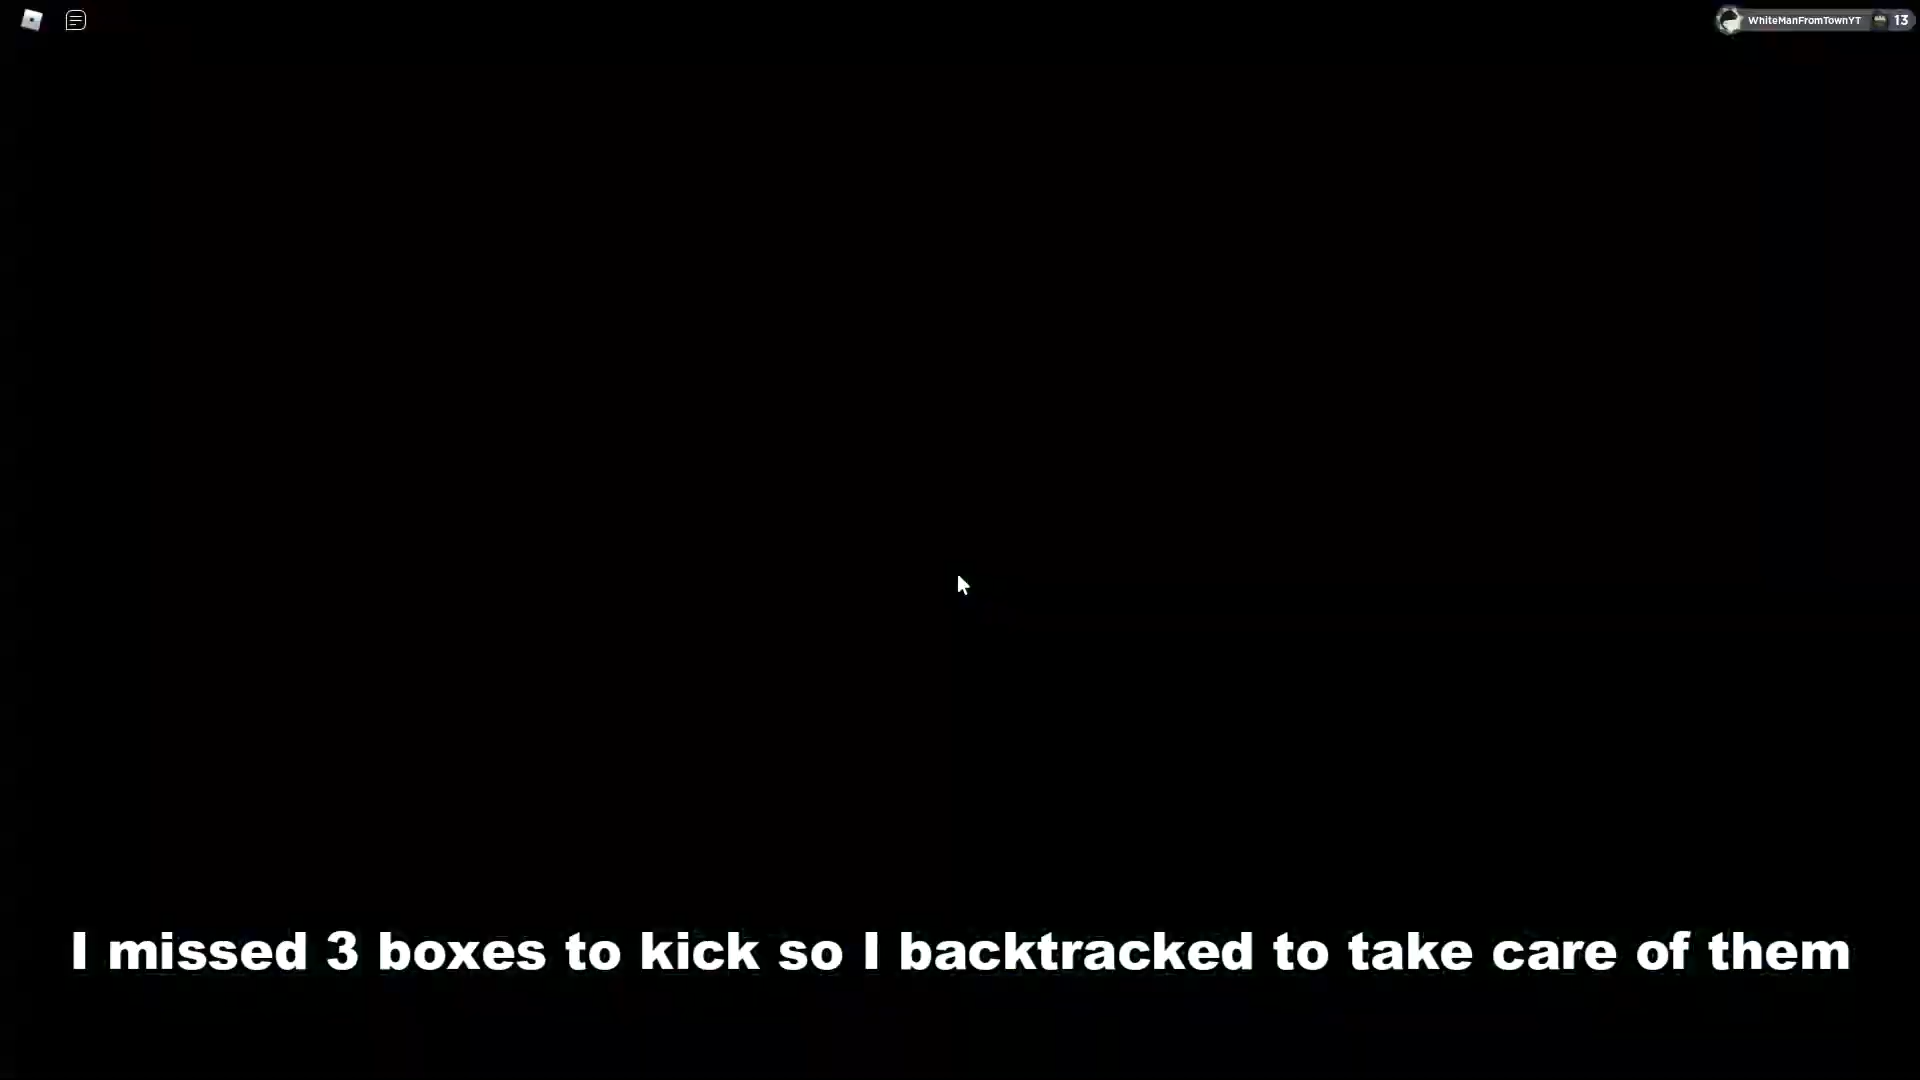 WhiteManFromTownYT 13
I missed 3 boxes to kick so I backtracked to take care of them